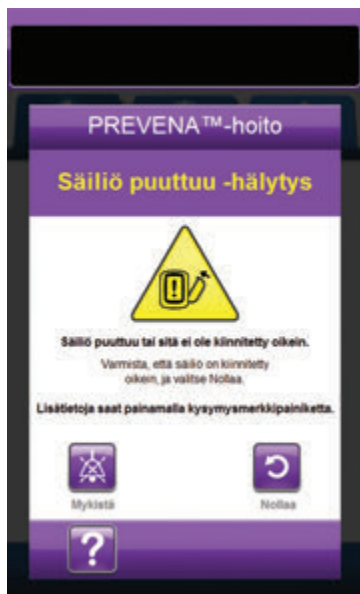 PREVENA™-hoito
Säiliö puuttuu -hälytys
Säiliö puuttuu tai sitä ei ole kiinnitetty oikein.
Varmista, että säiliö on kiinnitetty
oikein, ja valitse Nollaa.
Lisätietoja saat painamalla kysymysmerkkipainiketta.
Mykistä
Nollaa
?